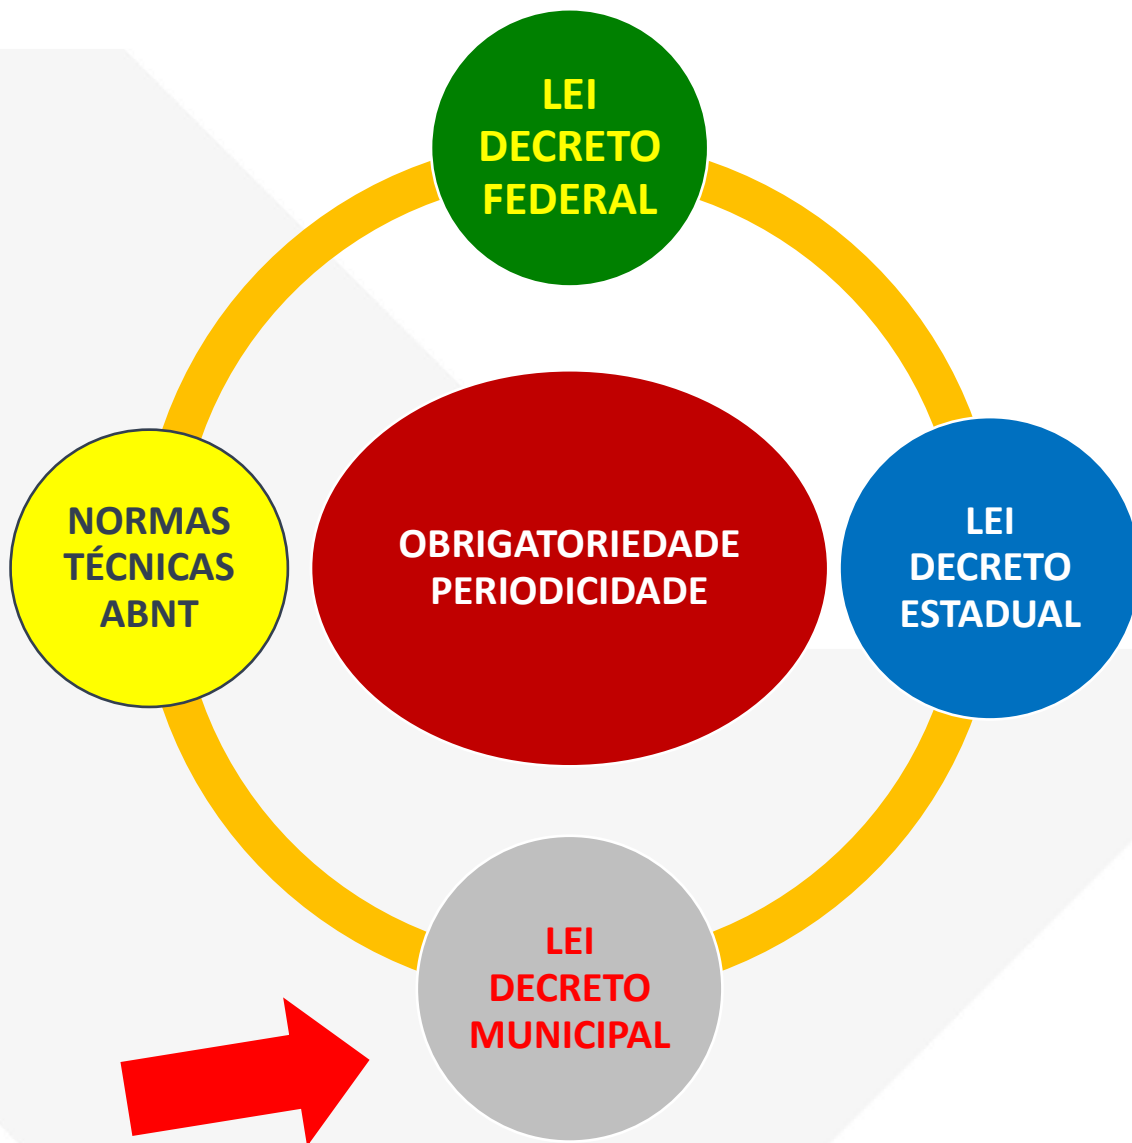 LEI
DECRETO
FEDERAL
NORMAS
TÉCNICAS
ABNT
OBRIGATORIEDADE
PERIODICIDADE
LEI
DECRETO
ESTADUAL
LEI
DECRETO
MUNICIPAL